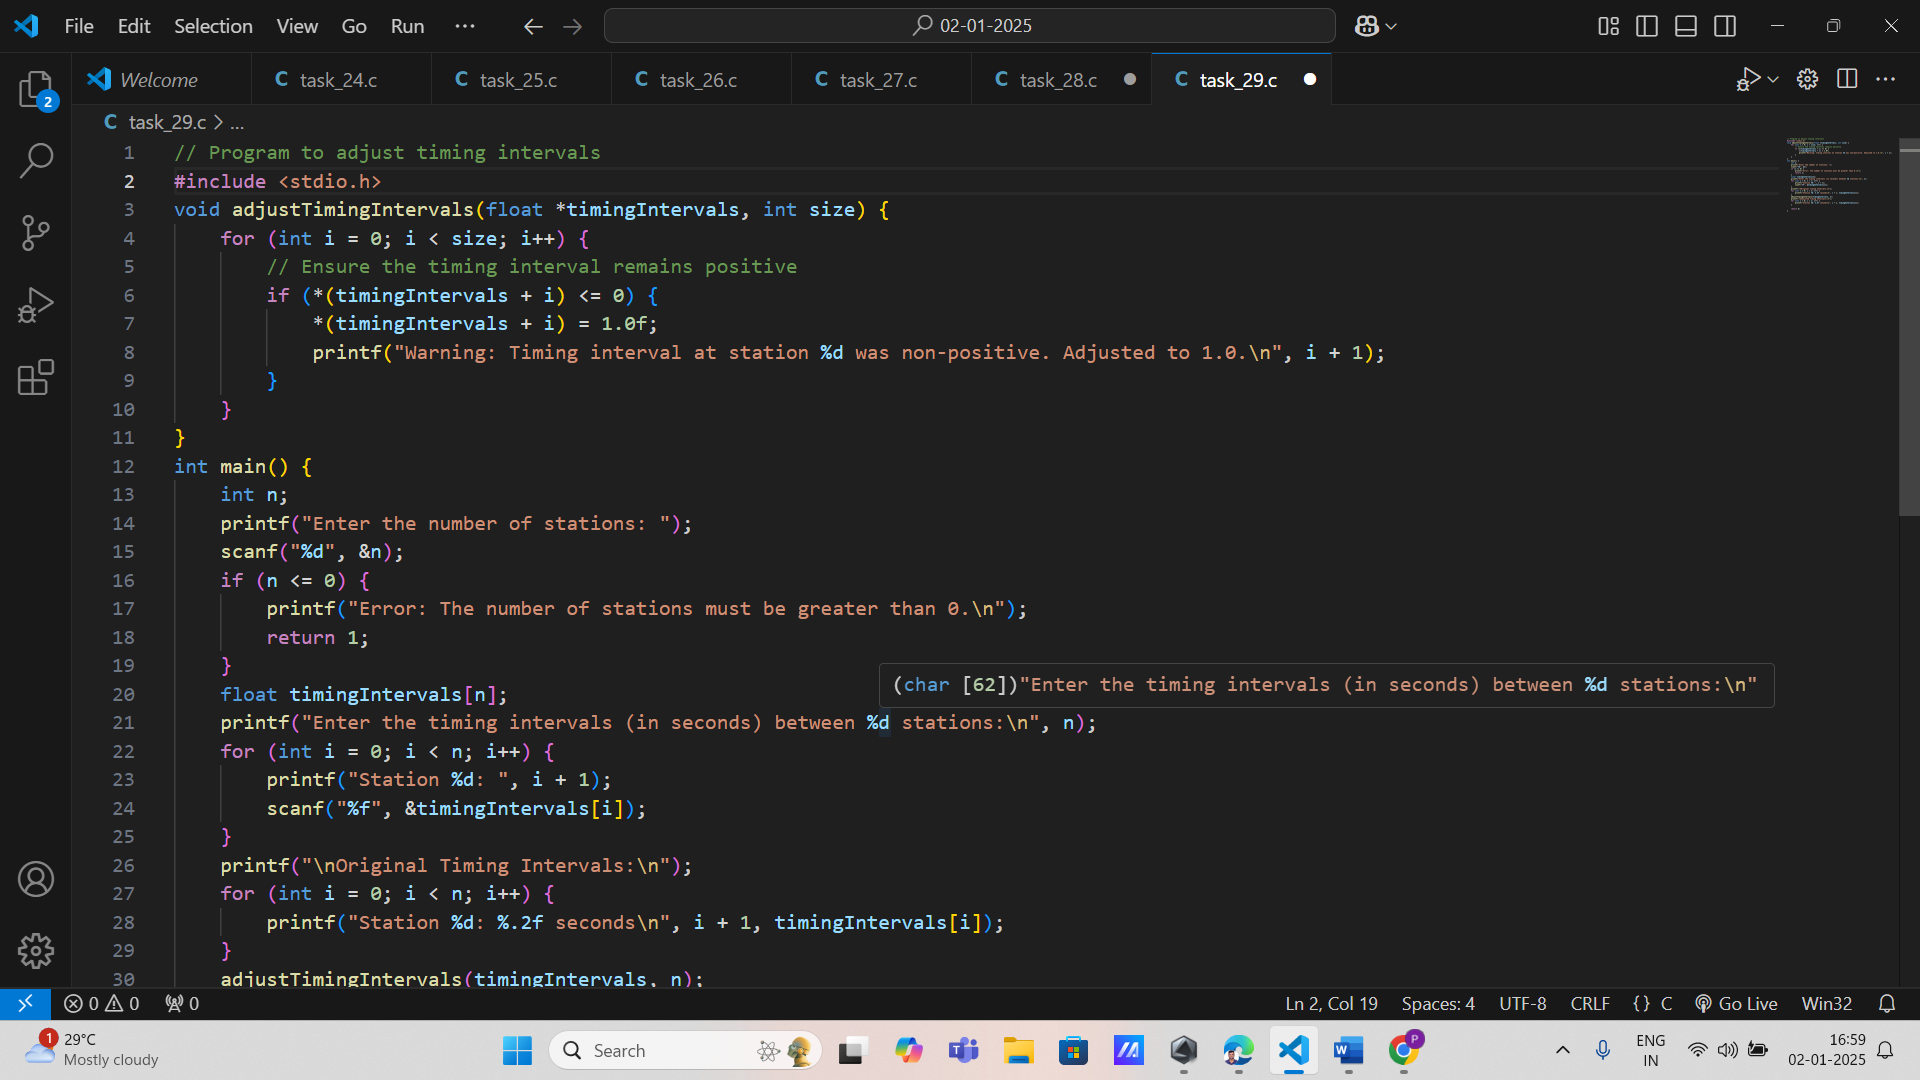 File Edit Selection View Go Run ... 02-01-2025
2
Welcome task_24.c task_25.c task_26.c task_27.c task_28.c task_29.c
C task_29.c > ...
1 // Program to adjust timing intervals
2 #include <stdio.h>
3 void adjustTimingIntervals(float *timingIntervals, int size) {
4 for (int i = 0; i < size; i++) {
5 // Ensure the timing interval remains positive
6 if (*(timingIntervals + i) <= 0) {
7 *(timingIntervals + i) = 1.0f;
8 printf("Warning: Timing interval at station %d was non-positive. Adjusted to 1.0.\n", i + 1);
9 }
10 }
11 }
12 int main() {
13 int n;
14 printf("Enter the number of stations: ");
15 scanf("%d", &n);
16 if (n <= 0) {
17 printf("Error: The number of stations must be greater than 0.\n");
18 return 1;
19 }
(char [62])"Enter the timing intervals (in seconds) between %d stations:\n"
20 float timingIntervals[n];
21 printf("Enter the timing intervals (in seconds) between %d stations:\n", n);
22 for (int i = 0; i < n; i++) {
23 printf("Station %d: ", i + 1);
24 scanf("%f", &timingIntervals[i]);
25 }
26 printf("\nOriginal Timing Intervals:\n");
27 for (int i = 0; i < n; i++) {
28 printf("Station %d: %.2f seconds\n", i + 1, timingIntervals[i]);
29 }
30 adjustTimingIntervals(timingIntervals, n);
0 0 0 Ln 2, Col 19 Spaces: 4 UTF-8 CRLF {} C Go Live Win32
1 29°C
Mostly cloudy
Search
P
ENG
IN
16:59
02-01-2025